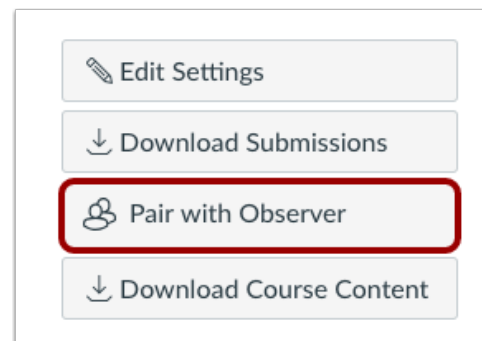 Edit Settings
Download Submissions
Pair with Observer
Download Course Content